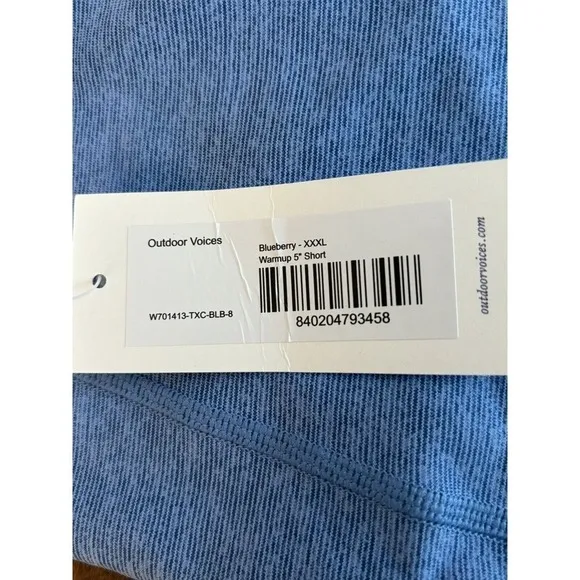 Outdoor Voices
Blueberry - XXXL
Warmup 5" Short
W701413-TXC-BLB-8
840204793458
outdoorvoices.com